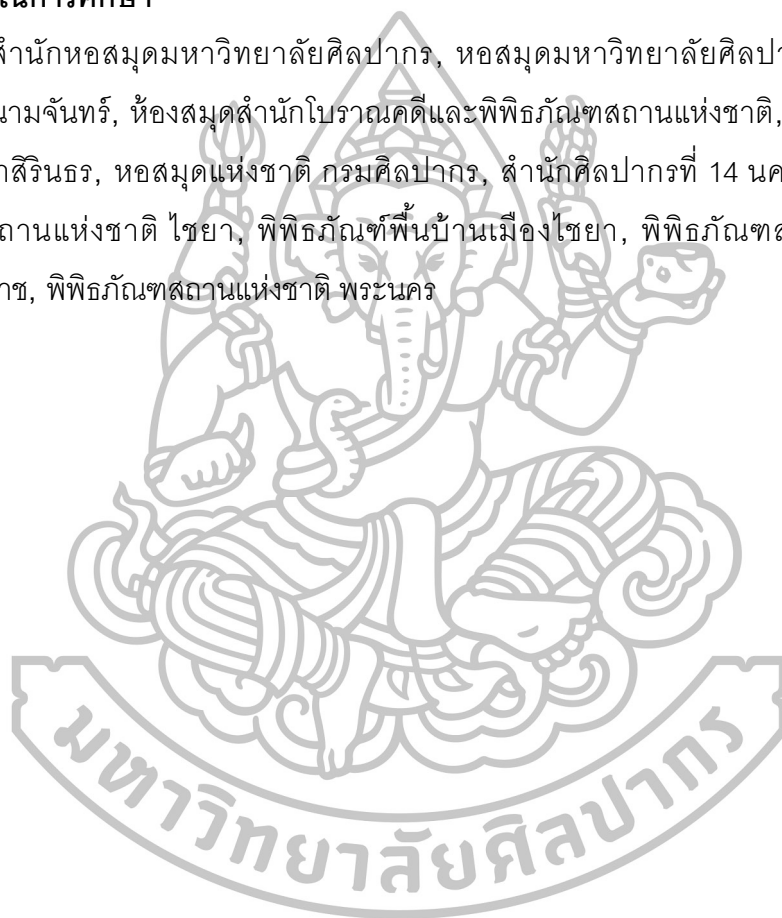 ในการศึกษา
สำนักหอสมุดมหาวิทยาลัยศิลปากร, หอสมุดมหาวิทยาลัยศิลปา
นามจันทร์, ห้องสมุดสำนักโบราณคดีและพิพิธภัณฑสถานแห่งชาติ,
าสิรินธร, หอสมุดแห่งชาติ กรมศิลปากร, สำนักศิลปากรที่ 14 นค
ถานแห่งชาติ ไชยา, พิพิธภัณฑ์พื้นบ้านเมืองไชยา, พิพิธภัณฑส
าช, พิพิธภัณฑสถานแห่งชาติ พระนคร
มหาวิทยาลัยศิลปากร